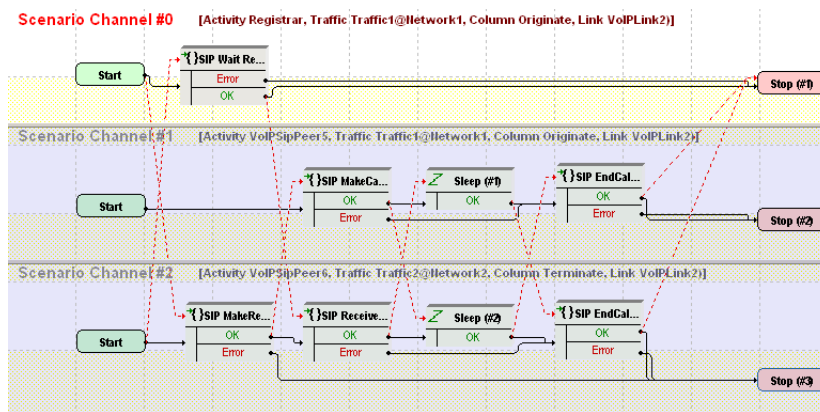 Scenario Channel #0 [Activity Registrar, Traffic Traffic1@Network1, Column Originate, Link VoIPLink2)]
{}SIP Wait Re...
Start
Error
OK
Stop (#1)
Scenario Channel #1 [Activity VoIPSipPeer5, Traffic Traffic1@Network1, Column Originate, Link VoIPLink2)]
{}SIP MakeCa...
Z Sleep (#1)
{}SIP EndCal...
Start
OK
Error
OK
OK
Error
Stop (#2)
Scenario Channel #2 [Activity VoIPSipPeer6, Traffic Traffic2@Network2, Column Terminate, Link VoIPLink2)]
{}SIP MakeRe...
{}SIP Receive...
Z Sleep (#2)
{}SIP EndCal...
Start
OK
Error
OK
Error
OK
OK
Error
Stop (#3)